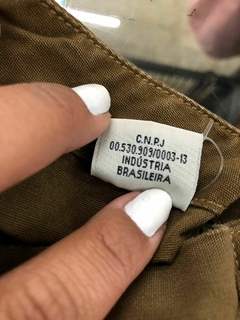 C.N.P.J
00.530.909/0003-13
INDÚSTRIA
BRASILEIRA